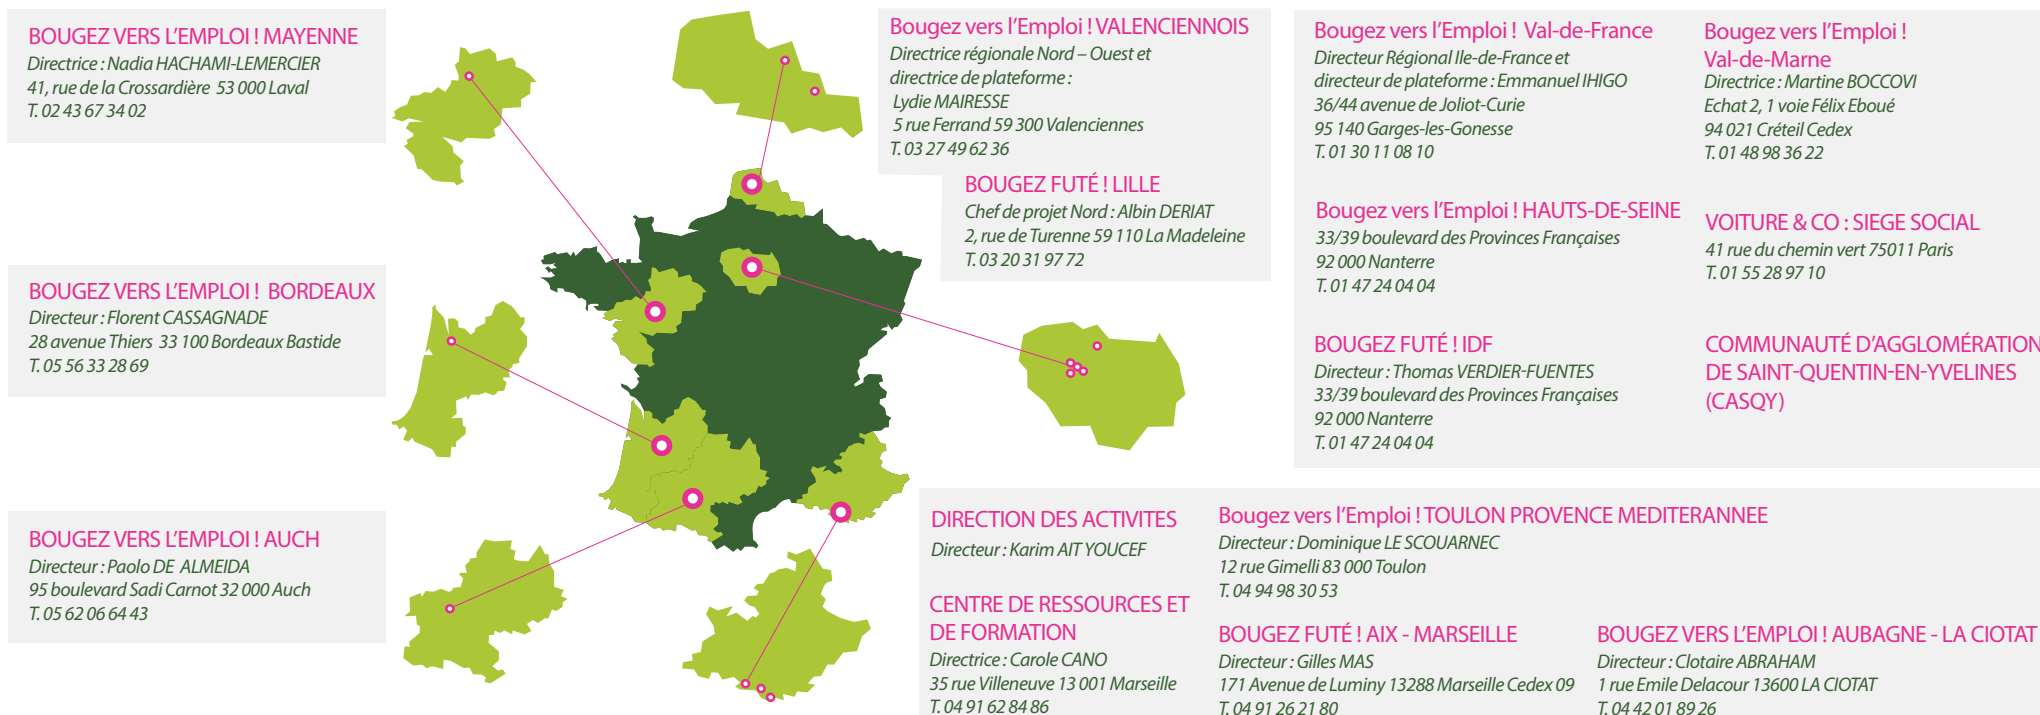 BOUGEZ VERS L'EMPLOI ! MAYENNE
Directrice : Nadia HACHAMI-LEMERCIER
41, rue de la Crossardière 53 000 Laval
T. 02 43 67 34 02
BOUGEZ VERS L'EMPLOI ! BORDEAUX
Directeur : Florent CASSAGNADE
28 avenue Thiers 33 100 Bordeaux Bastide
T. 05 56 33 28 69
BOUGEZ VERS L'EMPLOI ! AUCH
Directeur : Paolo DE ALMEIDA
95 boulevard Sadi Carnot 32 000 Auch
T. 05 62 06 64 43
Bougez vers l'Emploi ! VALENCIENNOIS
Directrice régionale Nord – Ouest et
directrice de plateforme :
Lydie MAIRESSE
5 rue Ferrand 59 300 Valenciennes
T. 03 27 49 62 36
BOUGEZ FUTÉ ! LILLE
Chef de projet Nord : Albin DERIAT
2, rue de Turenne 59 110 La Madeleine
T. 03 20 31 97 72
Bougez vers l'Emploi ! Val-de-France
Directeur Régional Ile-de-France et
directeur de plateforme : Emmanuel IHIGO
36/44 avenue de Joliot-Curie
95 140 Garges-les-Gonesse
T. 01 30 11 08 10
Bougez vers l'Emploi !
Val-de-Marne
Directrice : Martine BOCCOVI
Echat 2, 1 voie Félix Eboué
94 021 Créteil Cedex
T. 01 48 98 36 22
Bougez vers l'Emploi ! HAUTS-DE-SEINE
33/39 boulevard des Provinces Françaises
92 000 Nanterre
T. 01 47 24 04 04
VOITURE & CO : SIEGE SOCIAL
41 rue du chemin vert 75011 Paris
T. 01 55 28 97 10
BOUGEZ FUTÉ ! IDF
Directeur : Thomas VERDIER-FUENTES
33/39 boulevard des Provinces Françaises
92 000 Nanterre
T. 01 47 24 04 04
COMMUNAUTÉ D'AGGLOMÉRATION
DE SAINT-QUENTIN-EN-YVELINES
(CASQY)
DIRECTION DES ACTIVITES
Directeur : Karim AIT YOUCEF
CENTRE DE RESSOURCES ET
DE FORMATION
Directrice : Carole CANO
35 rue Villeneuve 13 001 Marseille
T. 04 91 62 84 86
Bougez vers l'Emploi ! TOULON PROVENCE MEDITERANNEE
Directeur : Dominique LE SCOUARNEC
12 rue Gimelli 83 000 Toulon
T. 04 94 98 30 53
BOUGEZ FUTÉ ! AIX - MARSEILLE
Directeur : Gilles MAS
171 Avenue de Luminy 13288 Marseille Cedex 09
T. 04 91 26 21 80
BOUGEZ VERS L'EMPLOI ! AUBAGNE - LA CIOTAT
Directeur : Clotaire ABRAHAM
1 rue Emile Delacour 13600 LA CIOTAT
T. 04 42 01 89 26